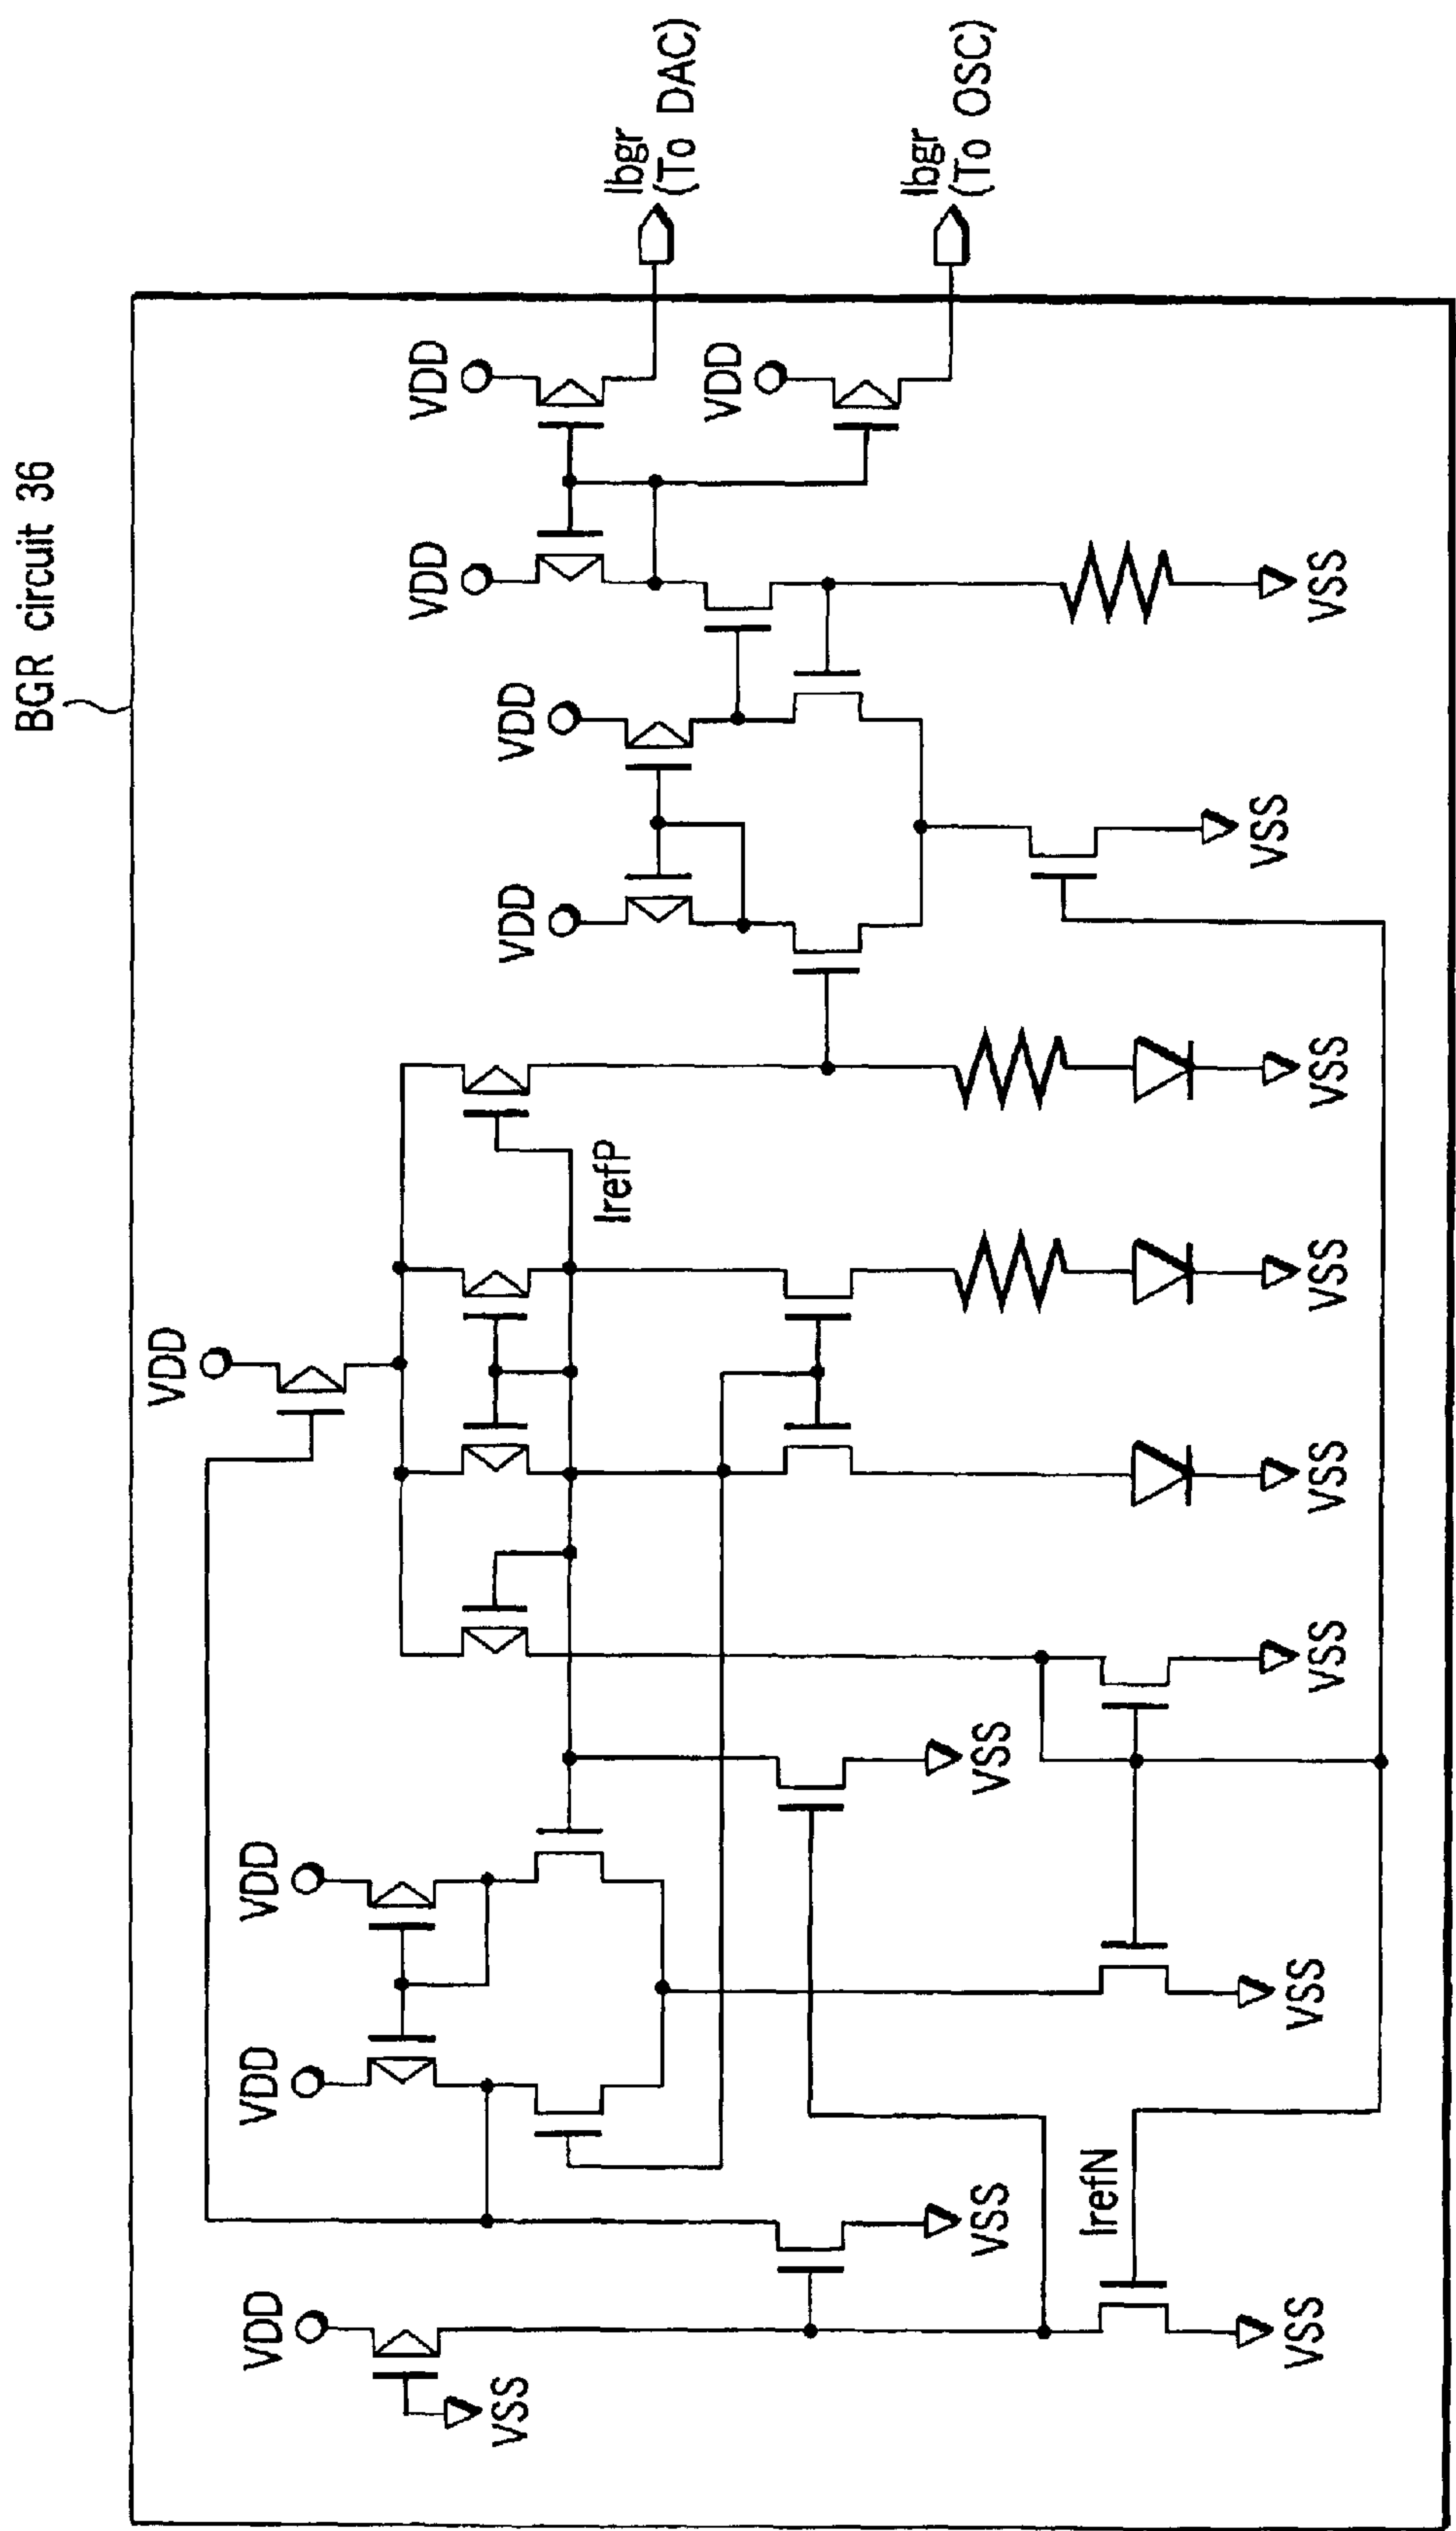 BGR circuit 36
VDD
VDD
VDD
VDD
VDD
VDD
VSS
VDD
VDD
IrefP
Ibgr
(To DAC)
VDD
Ibgr
(To OSC)
VSS
VSS
IrefN
VSS
VSS
VSS
VSS
VSS
VSS
VSS
VSS